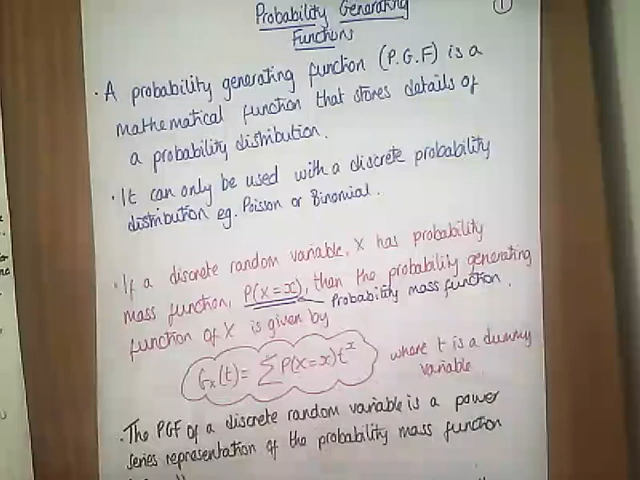 Probability Generating
Functions
①
· A probability generating function (P.G.F) is a
mathematical function that stores details of
a probability distribution.
· It can only be used with a discrete probability
distribution eg. Poisson or Binomial.
· If a discrete random variable, X has probability
mass function, P(X=x), then the probability generating
Probability mass function.
function of X is given by
Gx(t) = ∑P(X=x)t^x where t is a dummy
variable
· The PGF of a discrete random variable is a power
series representation of the probability mass function